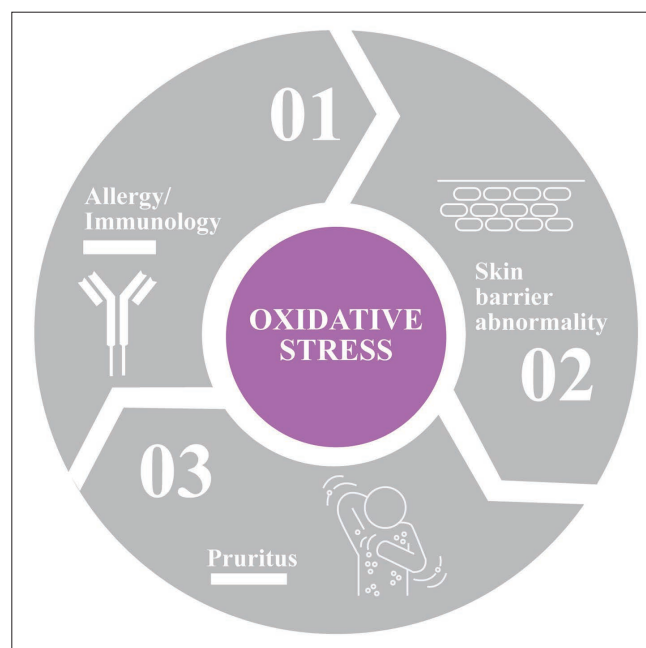 01
Allergy/
Immunology
Skin
barrier
abnormality
02
OXIDATIVE
STRESS
03
Pruritus